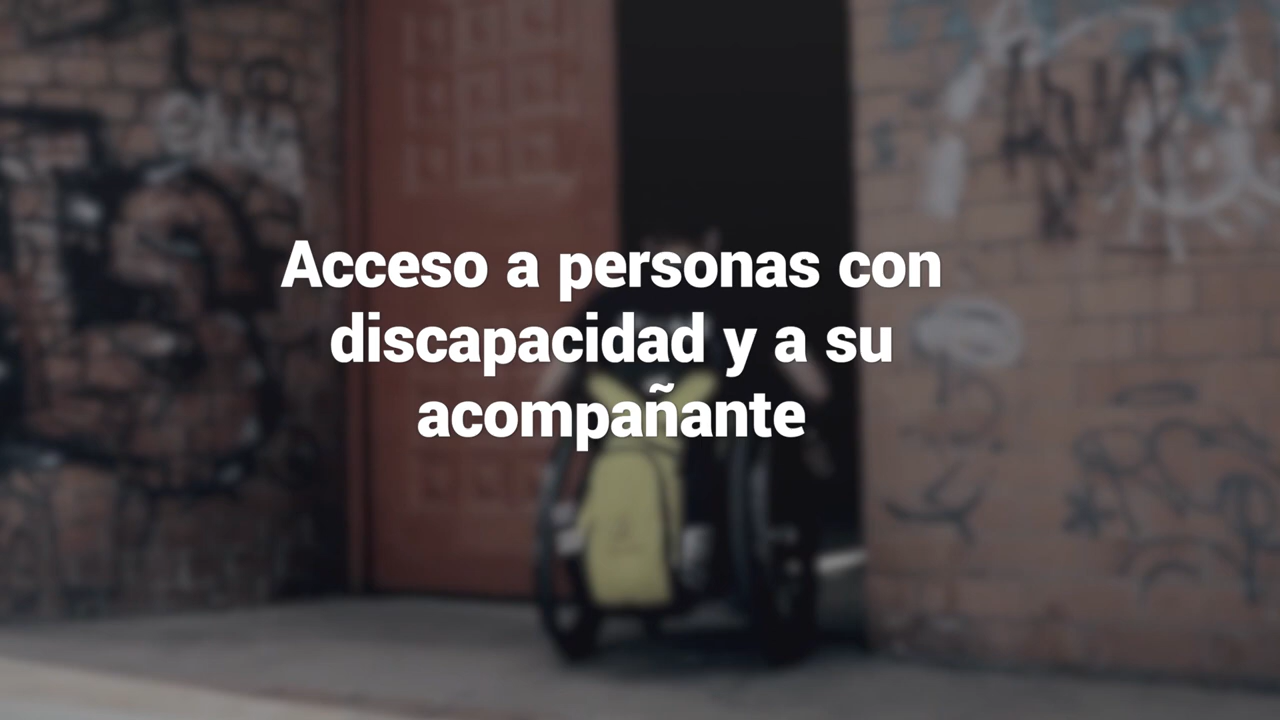 Acceso a personas con
discapacidad y a su
acompañante